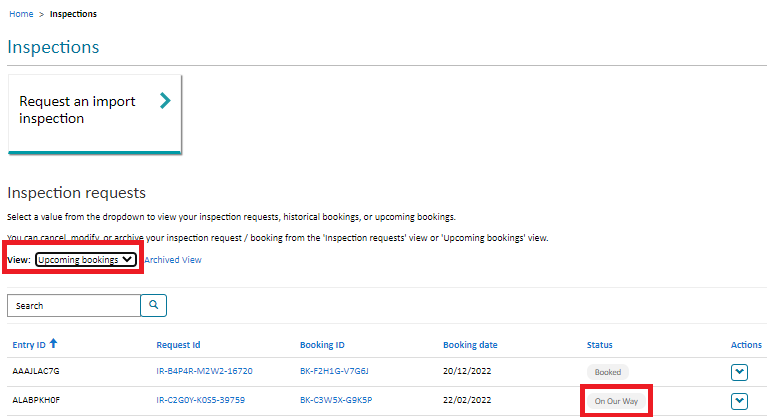 Home > Inspections
Inspections
Request an import
inspection
Inspection requests
Select a value from the dropdown to view your inspection requests, historical bookings, or upcoming bookings.
You can cancel, modify, or archive your inspection request / booking from the 'Inspection requests' view or 'Upcoming bookings' view.
View: Upcoming bookings Archived View
Search
Entry ID Request Id Booking ID Booking date Status Actions
AAAJLAC7G IR-B4P4R-M2W2-16720 BK-F2H1G-V7G6J 20/12/2022 Booked
ALABPKH0F IR-C2G0Y-K0S5-39759 BK-C3W5X-G9K5P 22/02/2022 On Our Way